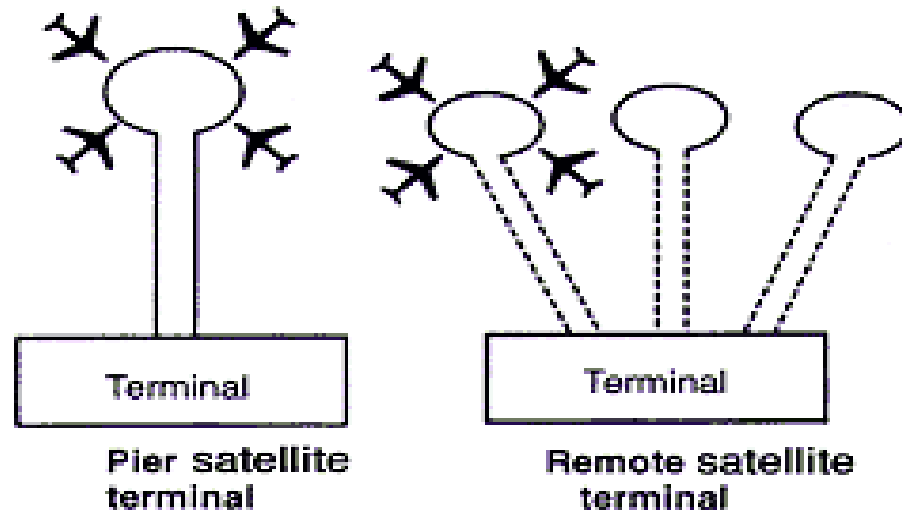 Terminal
Pier satellite
terminal
Terminal
Remote satellite
terminal